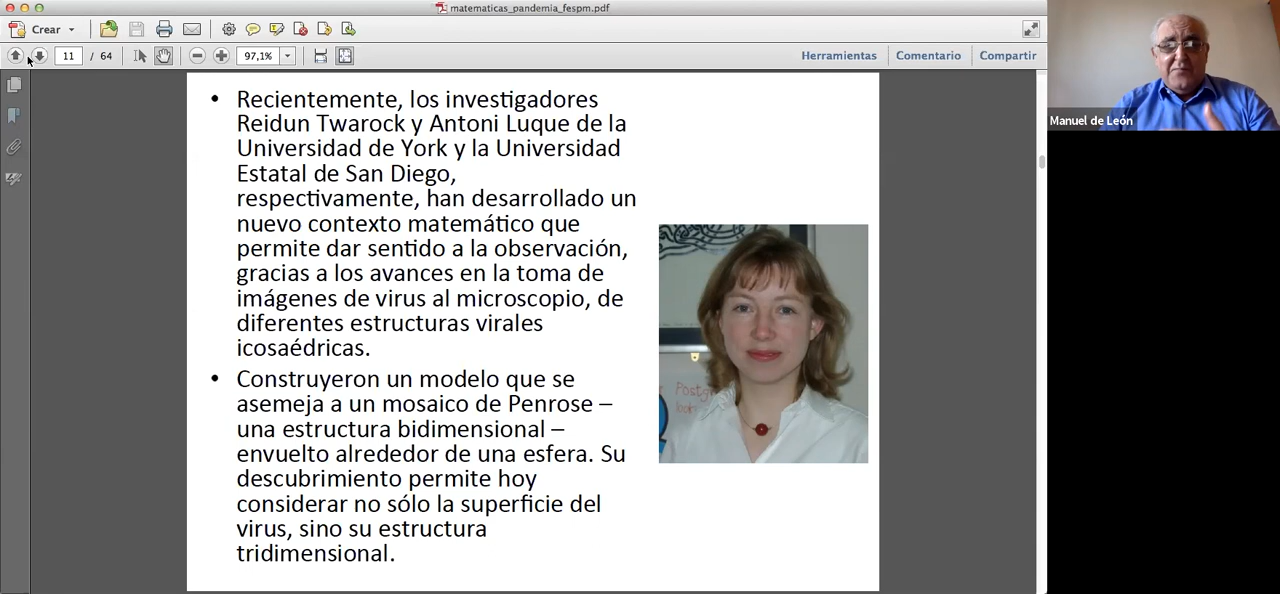 matematicas_pandemia_fespm.pdf
Crear
11 / 64
97,1%
Herramientas
Comentario
Compartir
• Recientemente, los investigadores
Reidun Twarock y Antoni Luque de la
Universidad de York y la Universidad
Estatal de San Diego,
respectivamente, han desarrollado un
nuevo contexto matemático que
permite dar sentido a la observación,
gracias a los avances en la toma de
imágenes de virus al microscopio, de
diferentes estructuras virales
icosaédricas.
• Construyeron un modelo que se
asemeja a un mosaico de Penrose –
una estructura bidimensional –
envuelto alrededor de una esfera. Su
descubrimiento permite hoy
considerar no sólo la superficie del
virus, sino su estructura
tridimensional.
Manuel de León